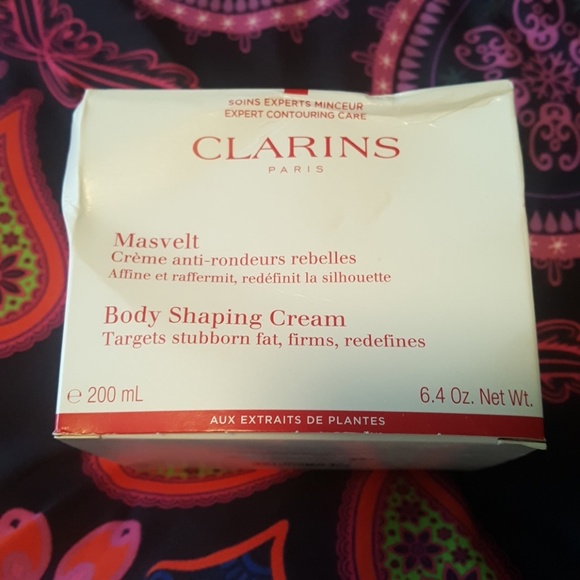 SOINS EXPERTS MINCEUR
EXPERT CONTOURING CARE
CLARINS
PARIS
Masvelt
Crème anti-rondeurs rebelles
Affine et raffermit, redéfinit la silhouette
Body Shaping Cream
Targets stubborn fat, firms, redefines
℮ 200 mL
6.4 Oz. Net Wt.
AUX EXTRAITS DE PLANTES